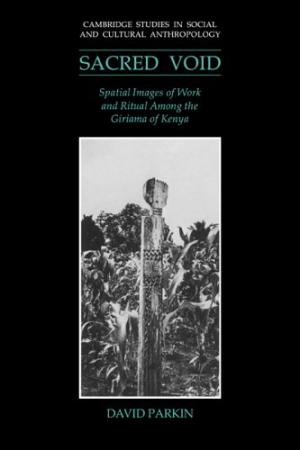 CAMBRIDGE STUDIES IN SOCIAL
AND CULTURAL ANTHROPOLOGY
SACRED VOID
Spatial Images of Work
and Ritual Among the
Giriama of Kenya
DAVID PARKIN